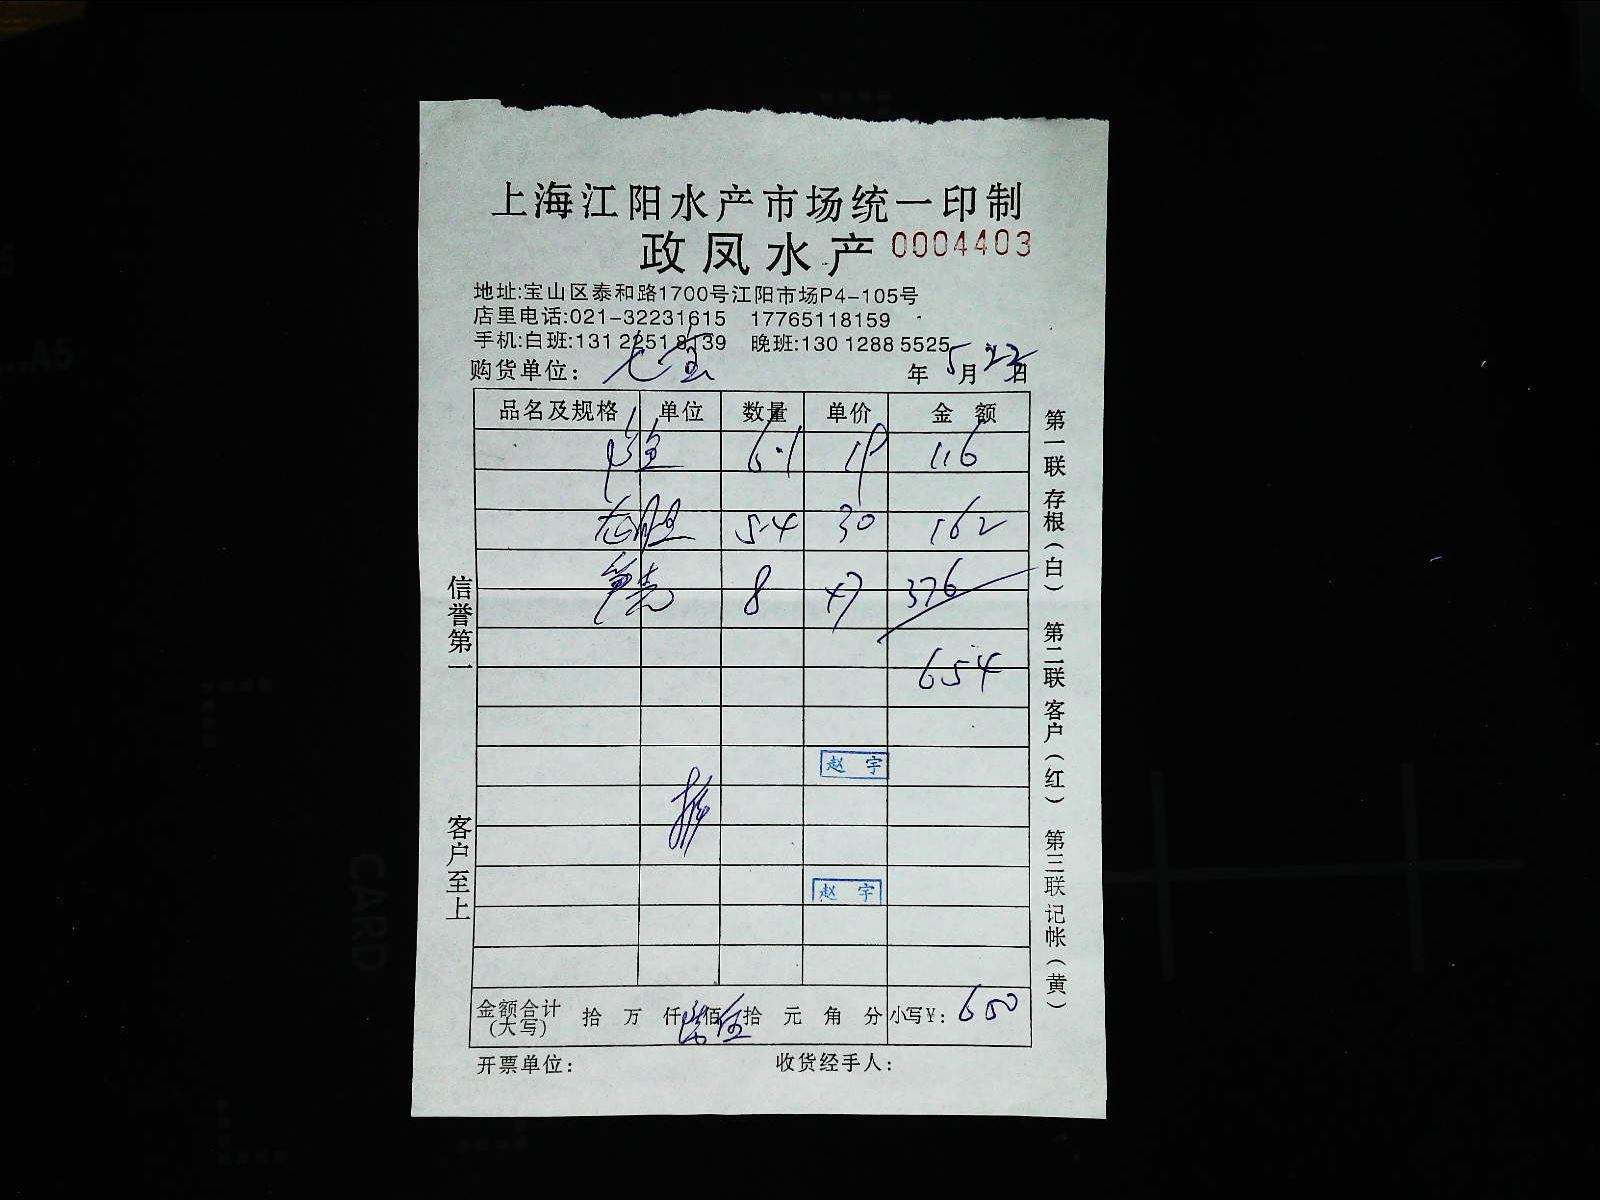 上海江阳水产市场统一印制
政凤水产 0004403
地址:宝山区泰和路1700号江阳市场P4-105号
店里电话:021-32231615 17765118159
手机:白班:131 2251 8139 晚班:130 1288 5525
购货单位: 年 5 月 23 日
品名及规格 单位 数量 单价 金 额
6.1 19 116
5.4 30 162
8 47 376
654
赵 宇
赵 宇
金额合计(大写) 拾 万 仟 陆 佰 伍 拾 元 角 分 小写¥: 650
开票单位: 收货经手人:
信誉第一 客户至上
第一联 存根(白) 第二联 客户(红) 第三联 记帐(黄)
CARD